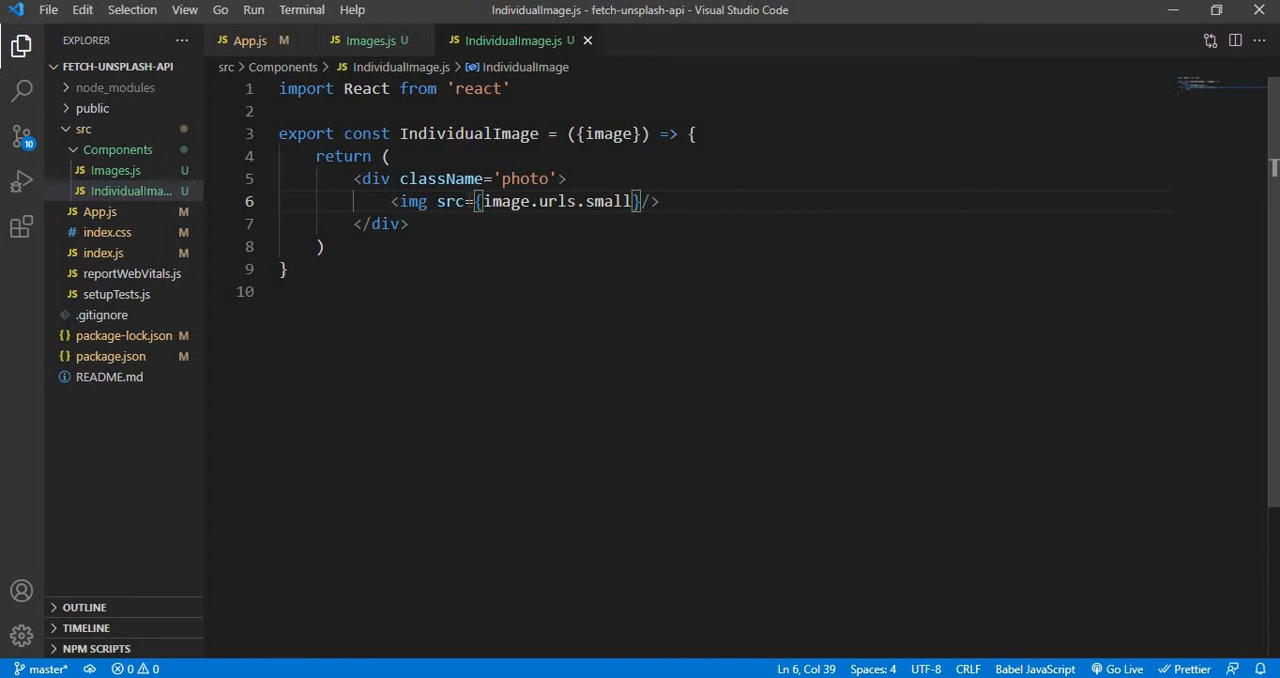 File Edit Selection View Go Run Terminal Help IndividualImage.js - fetch-unsplash-api - Visual Studio Code
EXPLORER
App.js M Images.js U IndividualImage.js U
FETCH-UNSPLASH-API
node_modules
public
src
Components
Images.js U
IndividualIma... U
App.js M
index.css M
index.js M
reportWebVitals.js
setupTests.js
.gitignore
package-lock.json M
package.json M
README.md
10
OUTLINE
TIMELINE
NPM SCRIPTS
src > Components > IndividualImage.js > IndividualImage
1 import React from 'react'
2
3 export const IndividualImage = ({image}) => {
4 return (
5 <div className='photo'>
6 <img src={image.urls.small}/>
7 </div>
8 )
9 }
10
master* 0 0 Ln 6, Col 39 Spaces: 4 UTF-8 CRLF Babel JavaScript Go Live Prettier